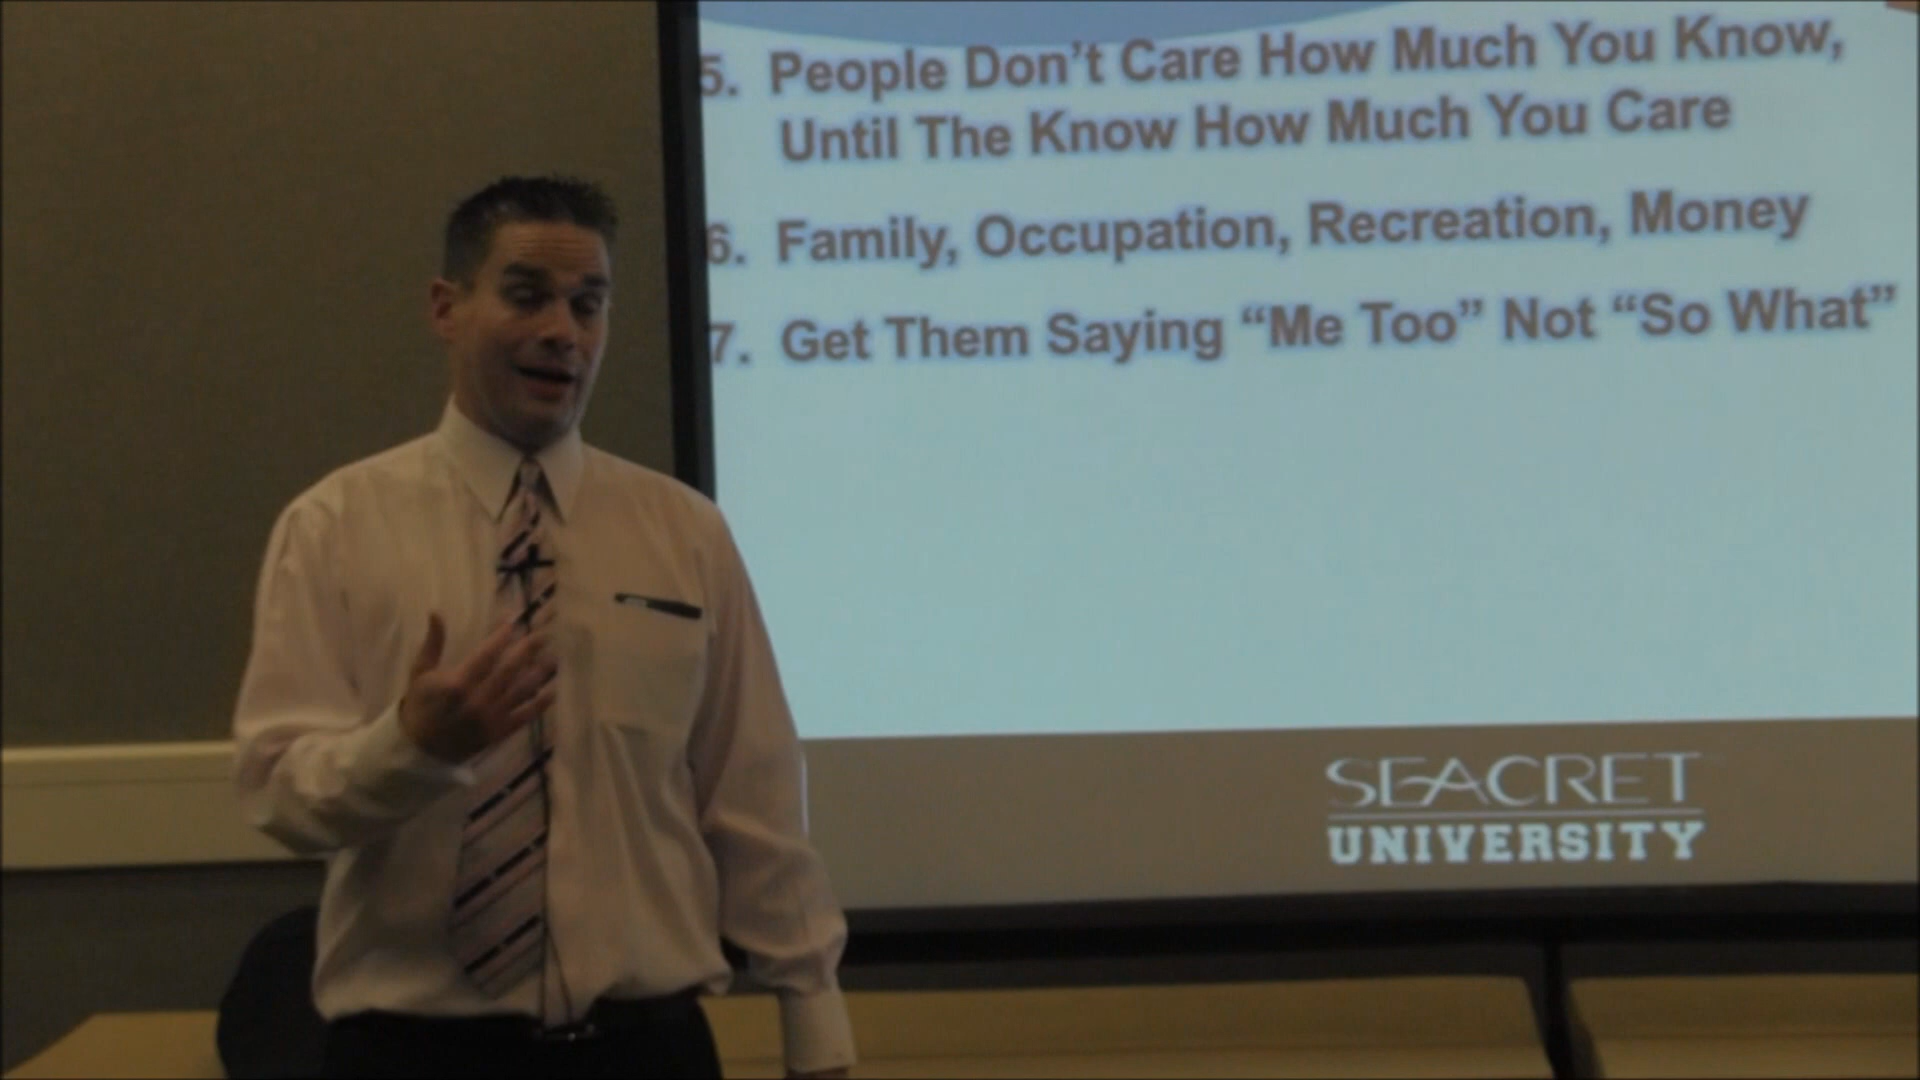 5. People Don't Care How Much You Know,
Until The Know How Much You Care
6. Family, Occupation, Recreation, Money
7. Get Them Saying “Me Too” Not “So What”
SEACRET
UNIVERSITY